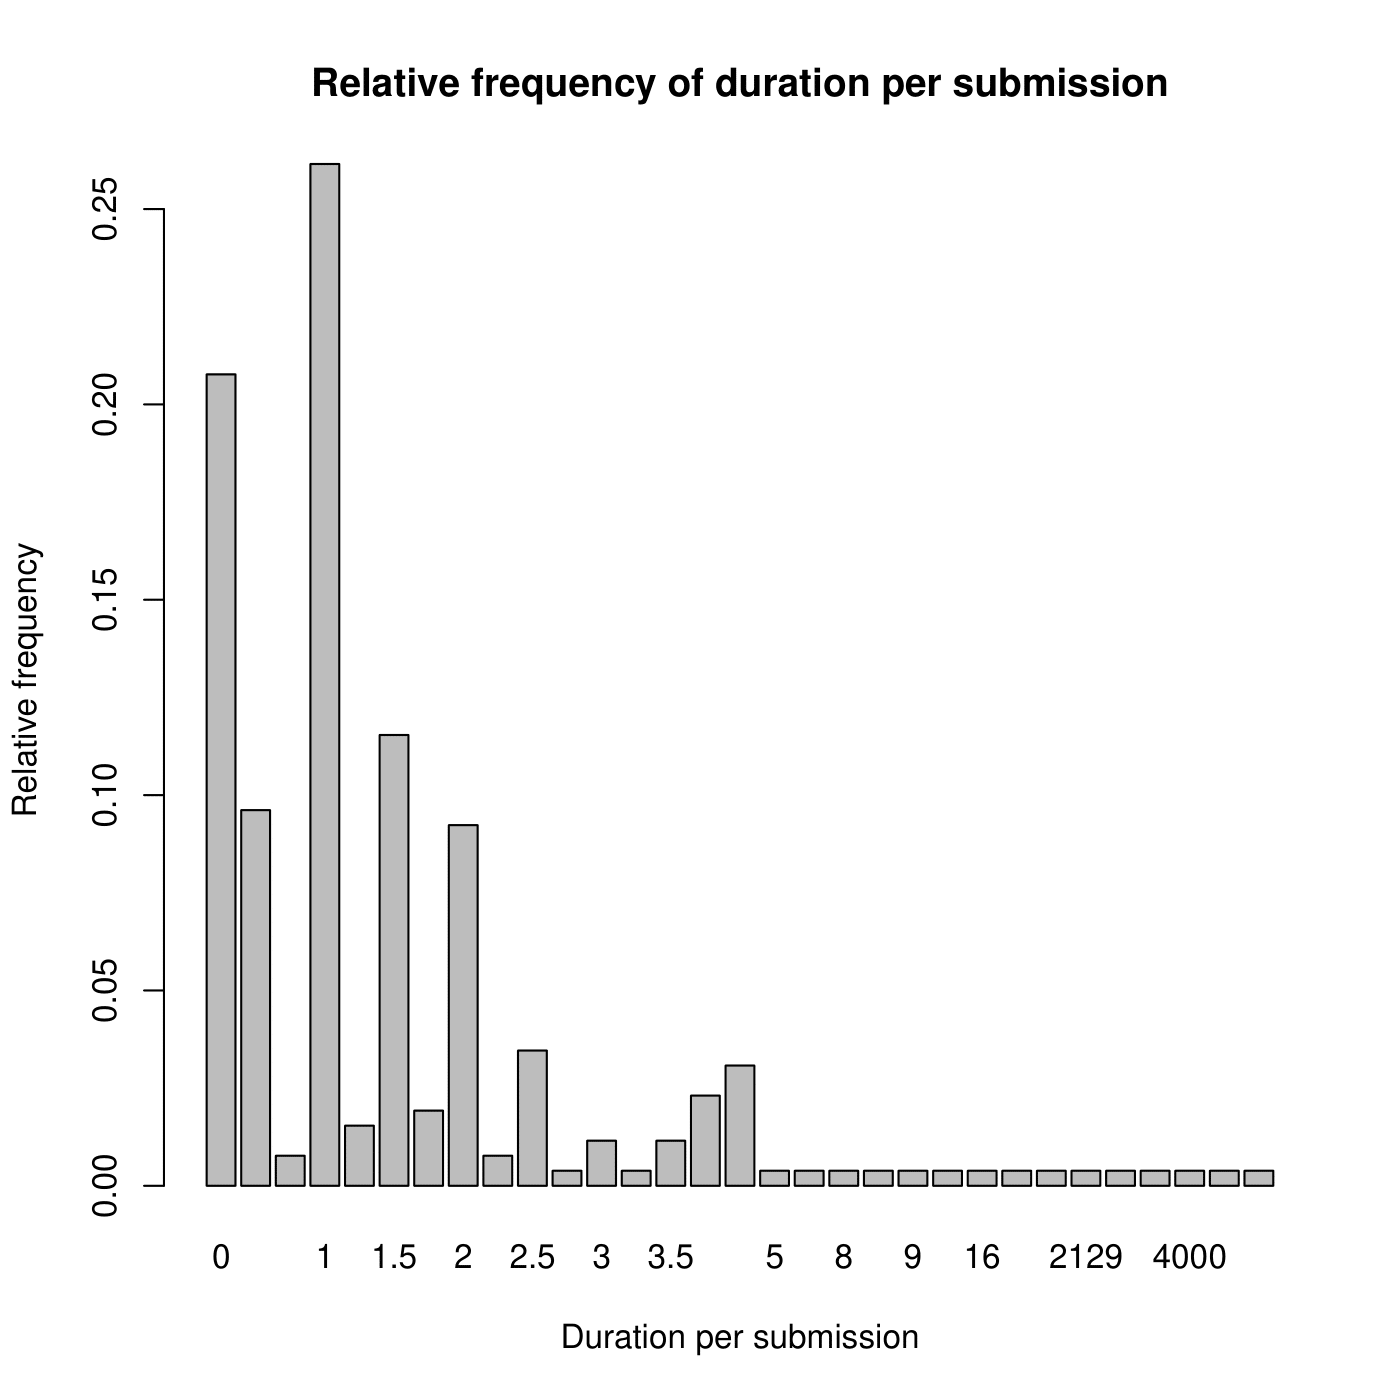 Relative frequency of duration per submission
Relative frequency
0.25
0.20
0.15
0.10
0.05
0.00
0 1 1.5 2 2.5 3 3.5 5 8 9 16 2129 4000
Duration per submission